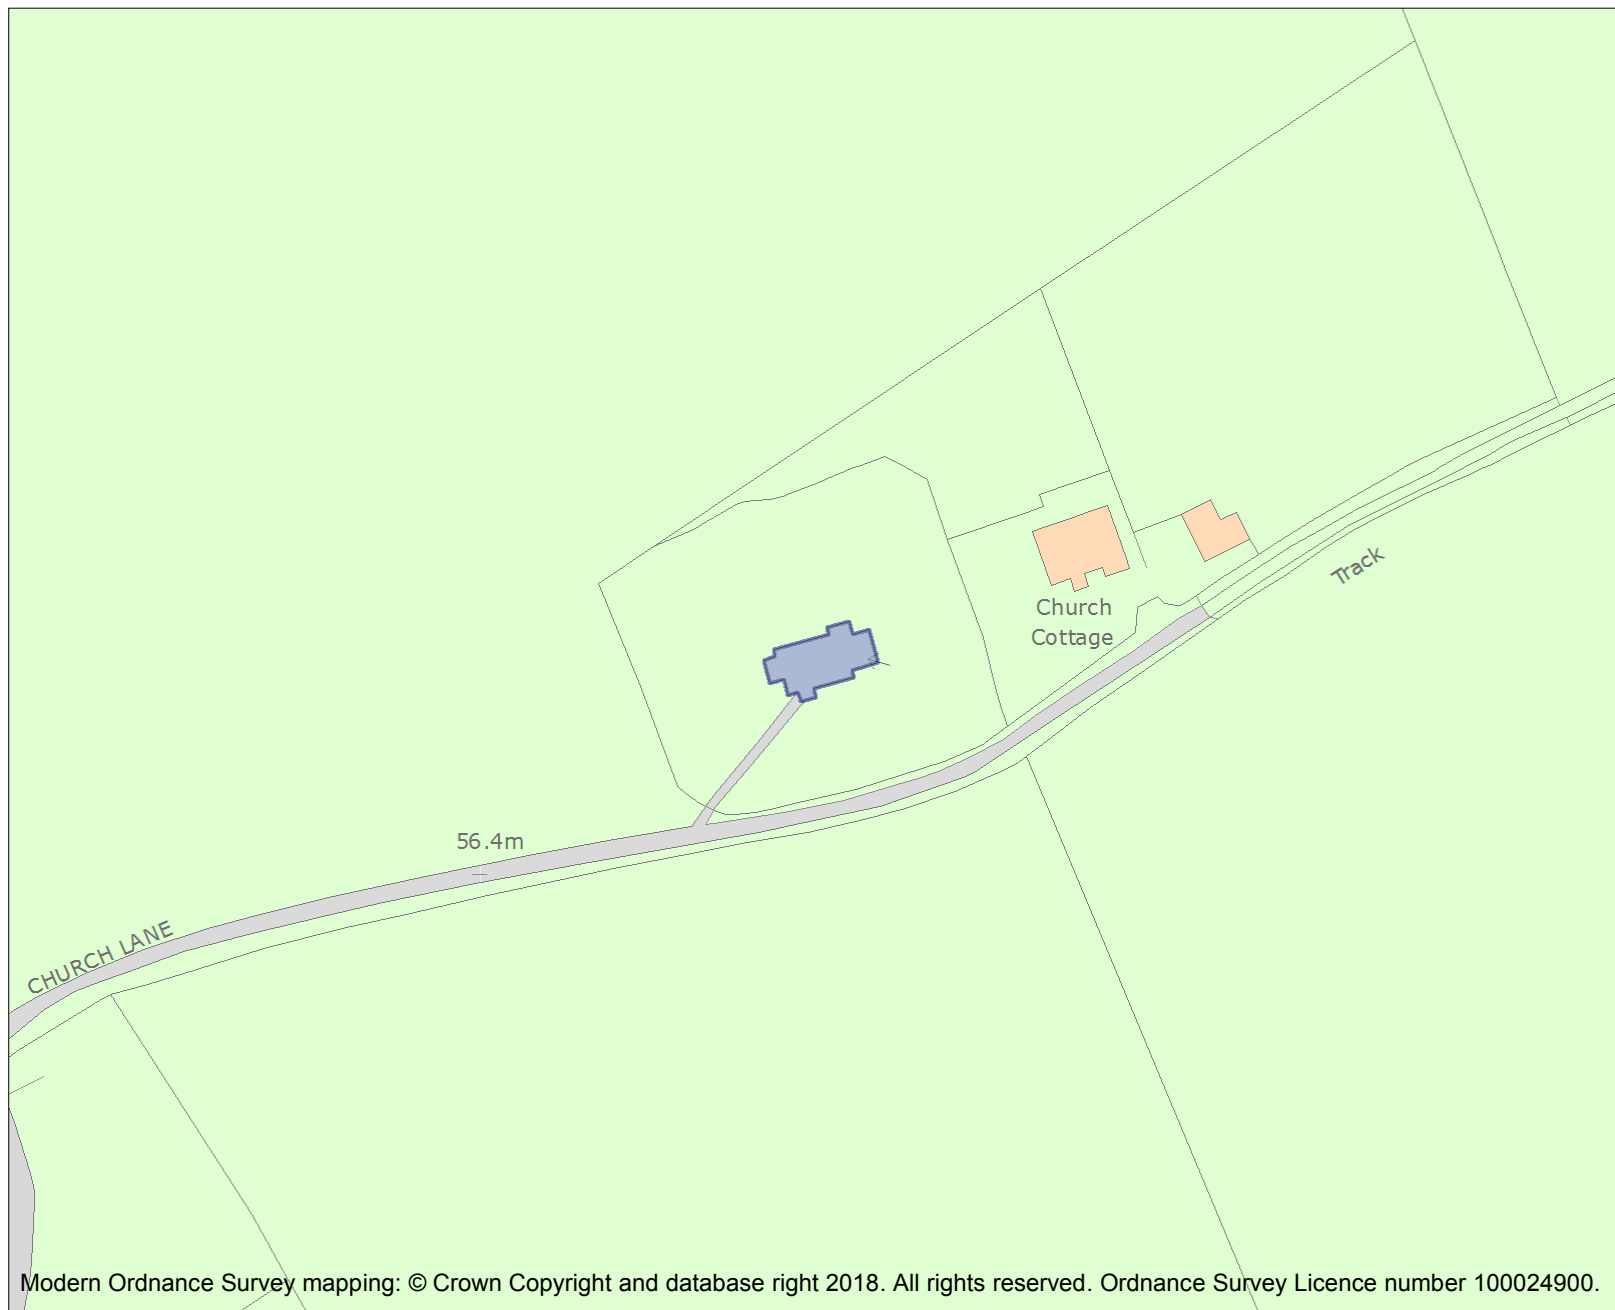 Track
Church
Cottage
56.4m
CHURCH LANE
Modern Ordnance Survey mapping: © Crown Copyright and database right 2018. All rights reserved. Ordnance Survey Licence number 100024900.